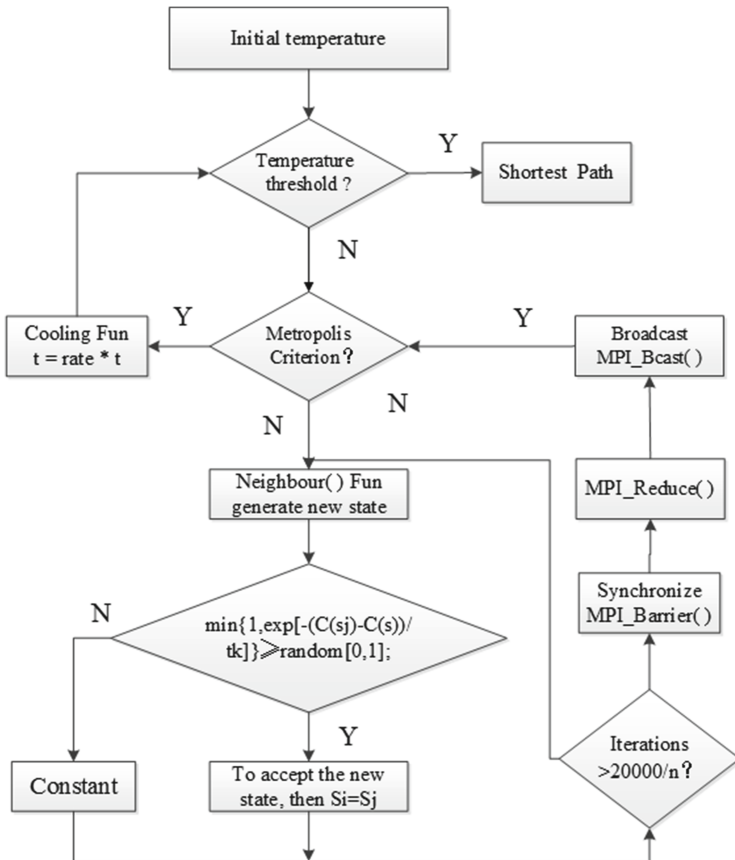 Initial temperature
Y
Temperature
threshold ?
Shortest Path
N
Y
Y
Cooling Fun
t = rate * t
Metropolis
Criterion?
Broadcast
MPI_Bcast( )
N
N
Neighbour( ) Fun
generate new state
MPI_Reduce( )
Synchronize
MPI_Barrier( )
N
min{1,exp[-(C(sj)-C(s))/
tk]}⩾random[0,1];
Y
Iterations
>20000/n?
Constant
To accept the new
state, then Si=Sj